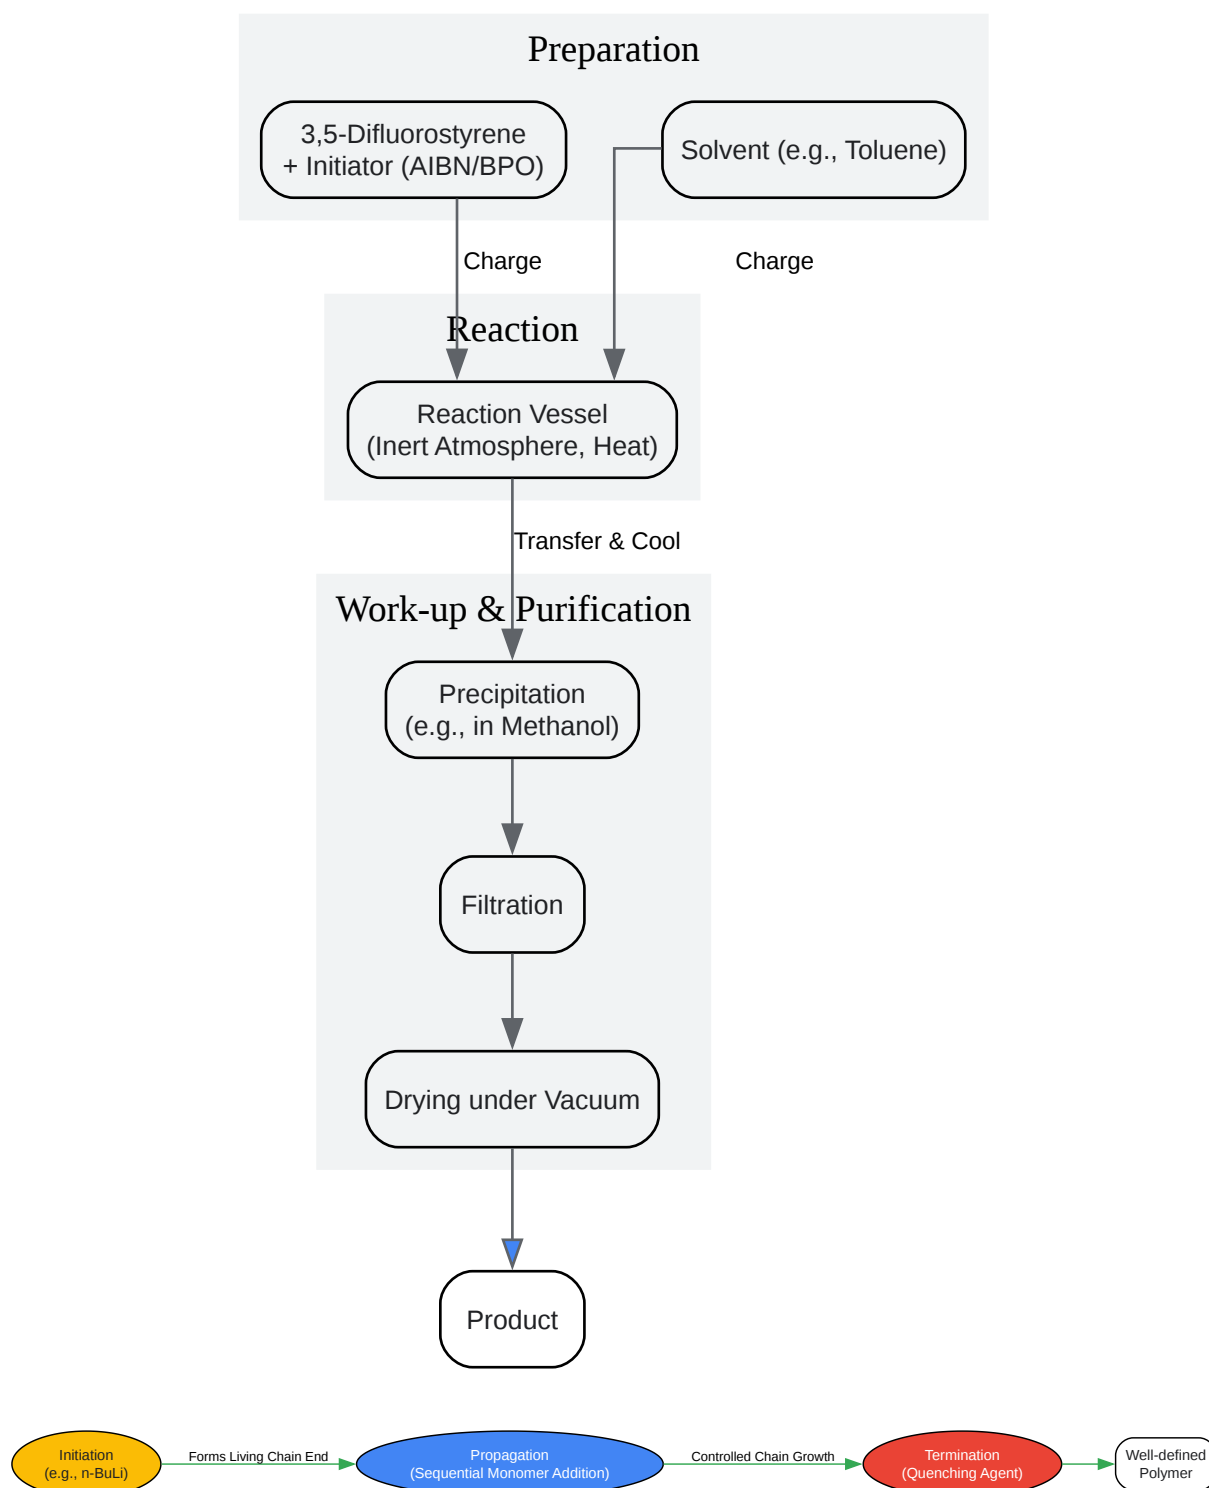 Preparation
3,5-Difluorostyrene
+ Initiator (AIBN/BPO)
Solvent (e.g., Toluene)
Charge
Charge
Reaction
Reaction Vessel
(Inert Atmosphere, Heat)
Transfer & Cool
Work-up & Purification
Precipitation
(e.g., in Methanol)
Filtration
Drying under Vacuum
Product
Initiation
(e.g., n-BuLi)
Forms Living Chain End
Propagation
(Sequential Monomer Addition)
Controlled Chain Growth
Termination
(Quenching Agent)
Well-defined
Polymer